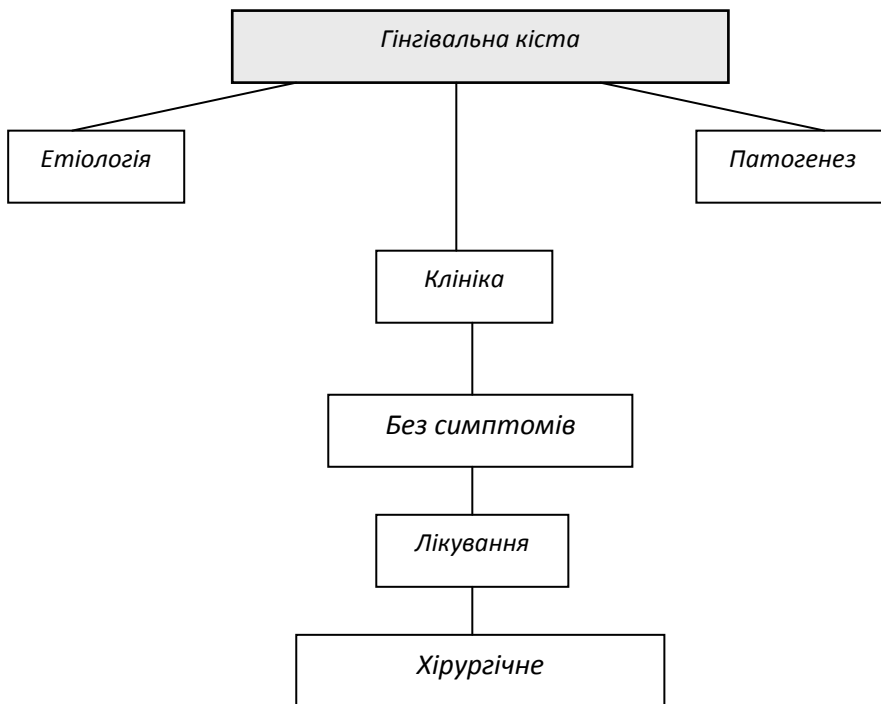 Гінгівальна кіста
Етіологія
Патогенез
Клініка
Без симптомів
Лікування
Хірургічне